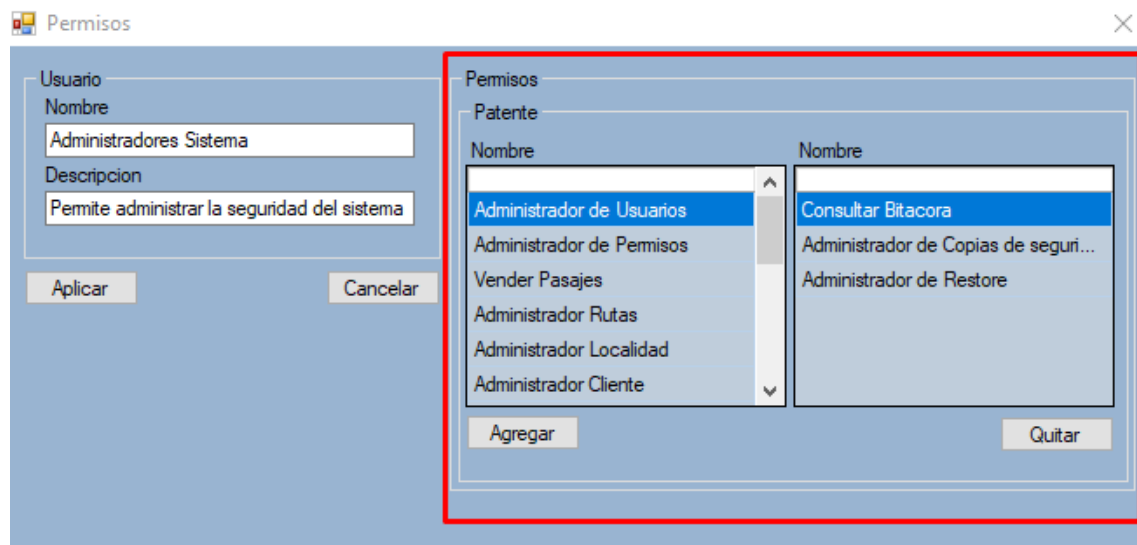 Permisos
Usuario
Nombre
Administradores Sistema
Descripcion
Permite administrar la seguridad del sistema
Aplicar
Cancelar
Permisos
Patente
Nombre
Administrador de Usuarios
Administrador de Permisos
Vender Pasajes
Administrador Rutas
Administrador Localidad
Administrador Cliente
Agregar
Nombre
Consultar Bitacora
Administrador de Copias de seguri...
Administrador de Restore
Quitar